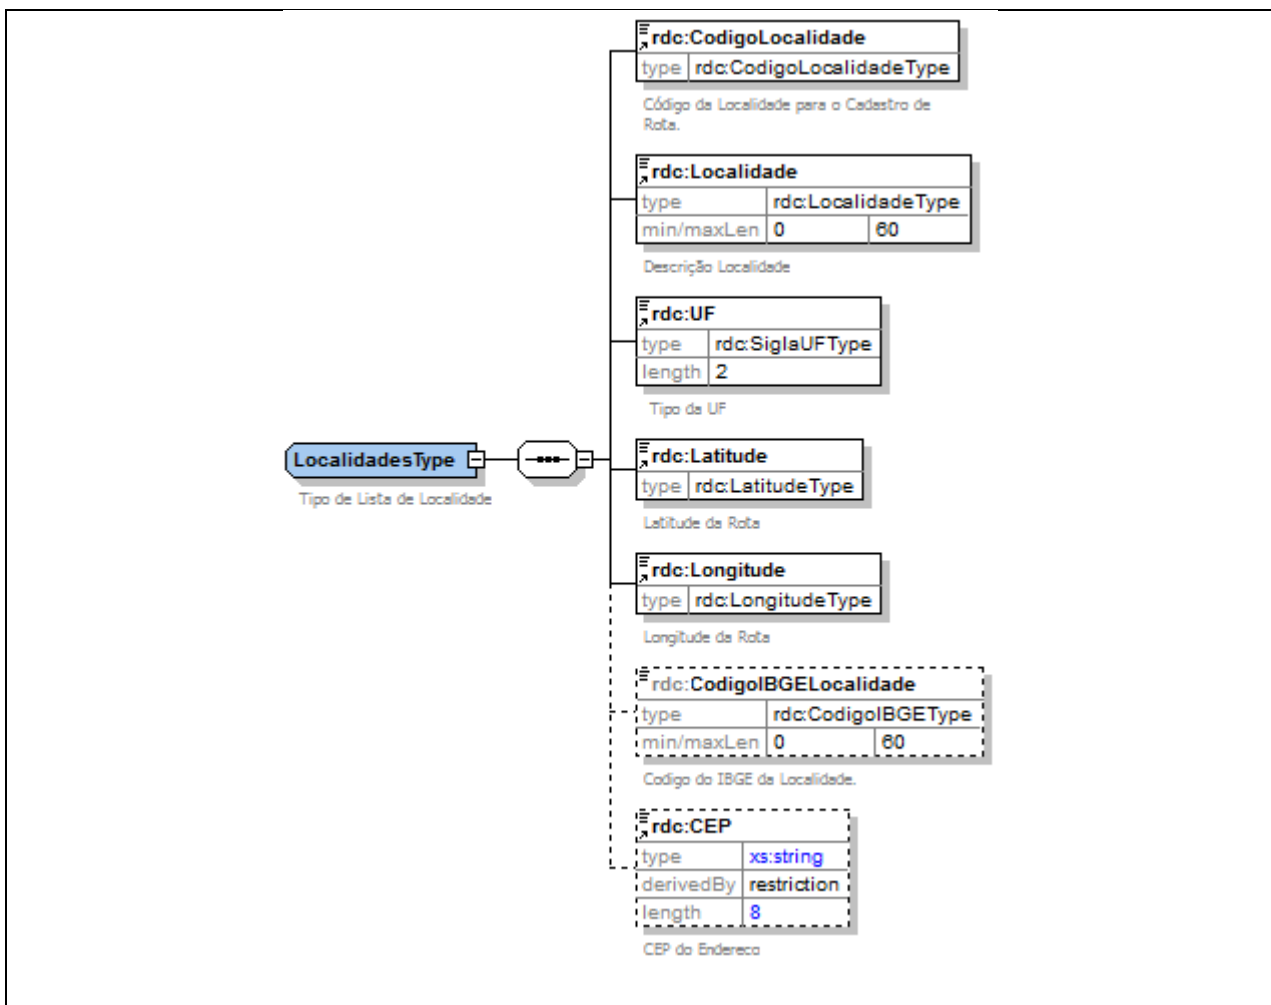 rdc:CodigoLocalidade
type rdc:CodigoLocalidadeType
Código da Localidade para o Cadastro de
Rota.
rdc:Localidade
type rdc:LocalidadeType
min/maxLen 0 60
Descrição Localidade
rdc:UF
type rdc:SiglaUFType
length 2
Tipo da UF
LocalidadesType
Tipo de Lista de Localidade
rdc:Latitude
type rdc:LatitudeType
Latitude da Rota
rdc:Longitude
type rdc:LongitudeType
Longitude da Rota
rdc:CodigoIBGELocalidade
type rdc:CodigoIBGEType
min/maxLen 0 60
Codigo do IBGE da Localidade.
rdc:CEP
type xs:string
derivedBy restriction
length 8
CEP do Endereco